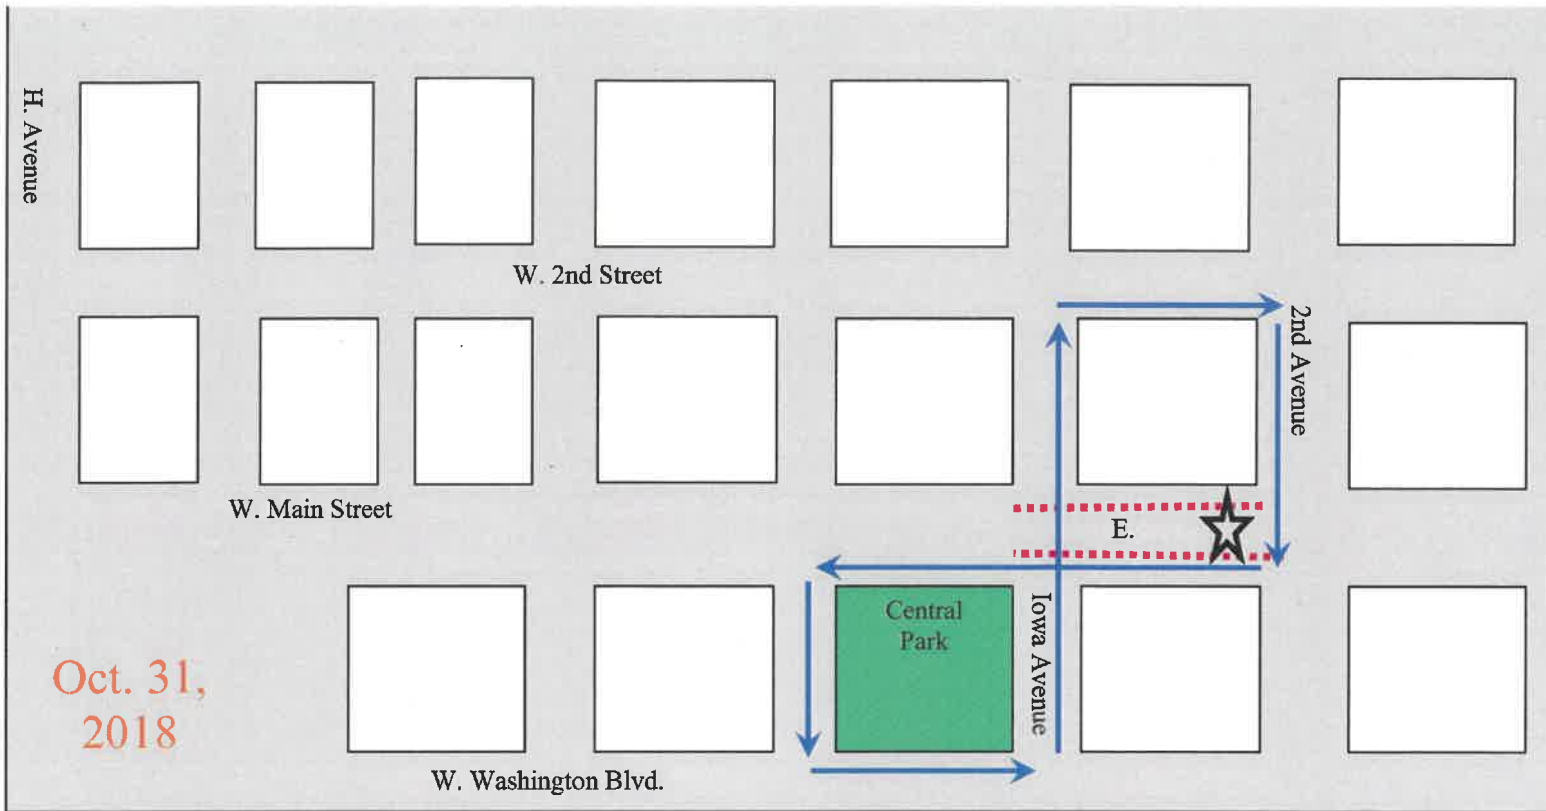 H. Avenue
W. 2nd Street
2nd Avenue
W. Main Street
E.
Central
Park
Iowa Avenue
Oct. 31,
2018
W. Washington Blvd.